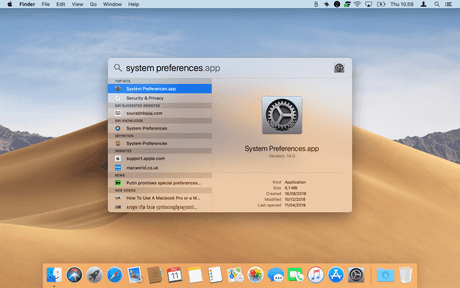 Finder File Edit View Go Window Help
Thu 10.59
system preferences.app
TOP HITS
System Preferences.app
Security & Privacy
SIRI SUGGESTED WEBSITES
sourabhbajaj.com
SIRI KNOWLEDGE
System Preferences
DEFINITION
System Preferences
WEBSITES
support.apple.com
macworld.co.uk
NEWS
Putin promises special preferences...
WEB VIDEOS
How To Use A Macbook Pro or a M...
System Preferences.app
Version: 14.0
Kind Application
Size 6,1 MB
Created 18/08/2018
Modified 10/12/2018
Last opened 11/04/2019
11